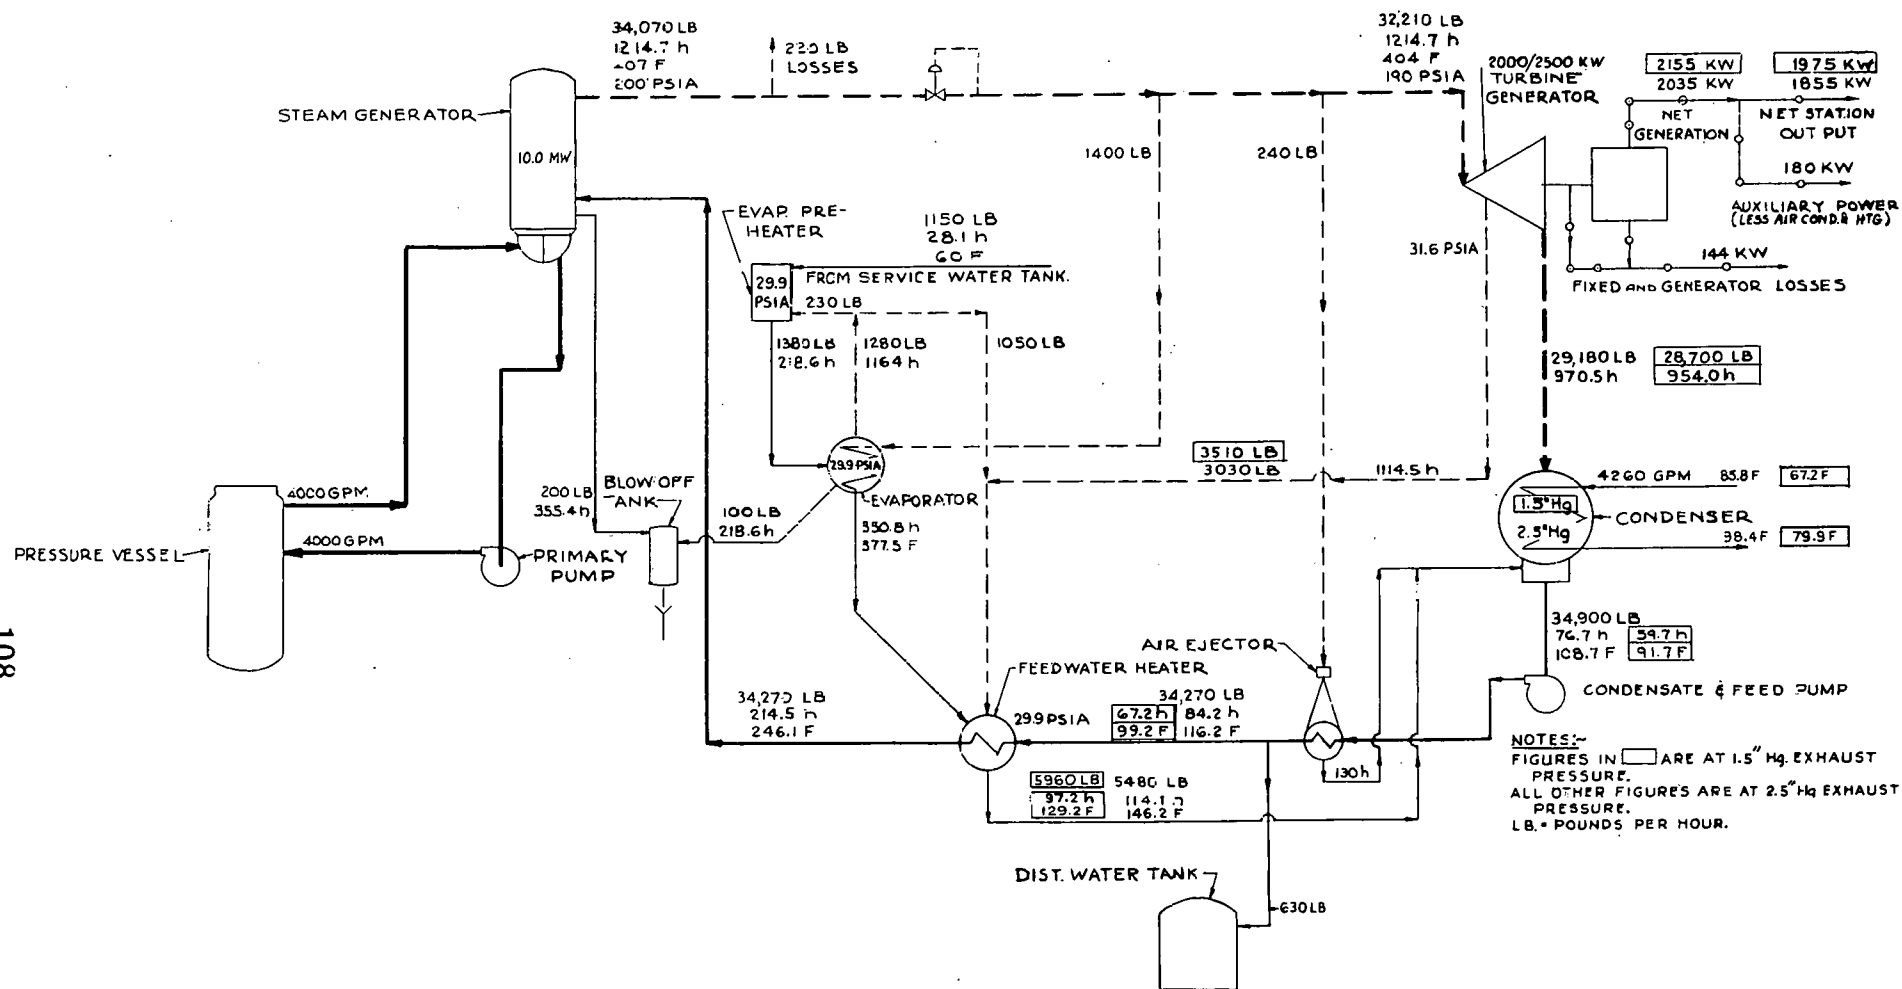 34,070 LB
1214.7 h
407 F
200 PSIA
220 LB
LOSSES
32,210 LB
1214.7 h
404 F
190 PSIA
2000/2500 KW
TURBINE
GENERATOR
2155 KW
2035 KW
NET
GENERATION
1975 KW
1855 KW
NET STATION
OUT PUT
STEAM GENERATOR
10.0 MW
1400 LB
240 LB
180 KW
AUXILIARY POWER
(LESS AIR COND. & HTG)
EVAP. PRE-
HEATER
1150 LB
28.1 h
60 F
FROM SERVICE WATER TANK.
29.9
PSIA
230 LB
31.6 PSIA
144 KW
FIXED AND GENERATOR LOSSES
1380 LB
218.6 h
1280 LB
1164 h
1050 LB
29,180 LB
970.5 h
28,700 LB
954.0 h
29.9 PSIA
EVAPORATOR
3510 LB
3030 LB
1114.5 h
4260 GPM
85.8 F
67.2 F
1.5" Hg
2.5" Hg
CONDENSER
98.4 F
79.9 F
4000 GPM
4000 GPM
PRESSURE VESSEL
PRIMARY
PUMP
200 LB
355.4 h
BLOW OFF
TANK
100 LB
218.6 h
350.8 h
377.5 F
34,900 LB
76.7 h
108.7 F
59.7 h
91.7 F
AIR EJECTOR
FEEDWATER HEATER
CONDENSATE & FEED PUMP
34,270 LB
214.5 h
246.1 F
29.9 PSIA
34,270 LB
67.2 h 84.2 h
99.2 F 116.2 F
130 h
5960 LB 5480 LB
97.2 h 114.1 h
129.2 F 146.2 F
NOTES:~
FIGURES IN ARE AT 1.5" Hg. EXHAUST
PRESSURE.
ALL OTHER FIGURES ARE AT 2.5" Hg EXHAUST
PRESSURE.
LB. = POUNDS PER HOUR.
DIST. WATER TANK
630 LB
108